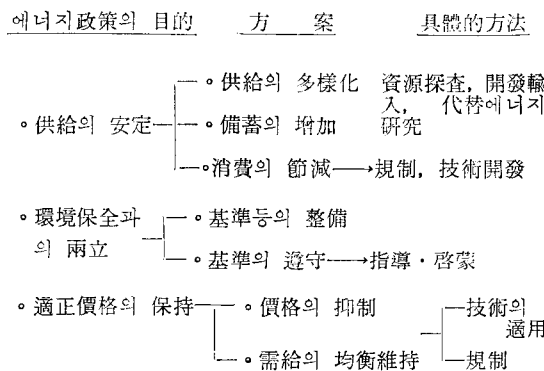 에너지政策의 目的 方 案 具體的方法
◦供給의 多樣化 資源探査, 開發輸
入, 代替에너지
◦供給의 安定 ◦備蓄의 增加 硏究
◦消費의 節減→規制, 技術開發
◦環境保全과 ◦基準등의 整備
의 兩立
◦基準의 遵守→指導·啓蒙
◦適正價格의 保持 ◦價格의 抑制 技術의
適用
◦需給의 均衡維持 規制